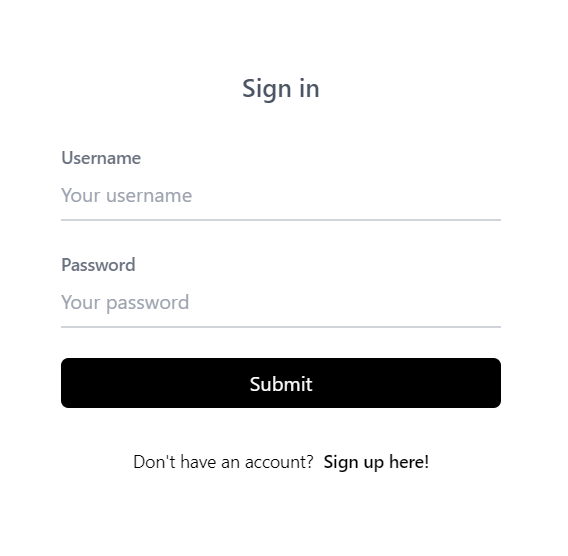 Sign in
Username
Your username
Password
Your password
Submit
Don't have an account? Sign up here!